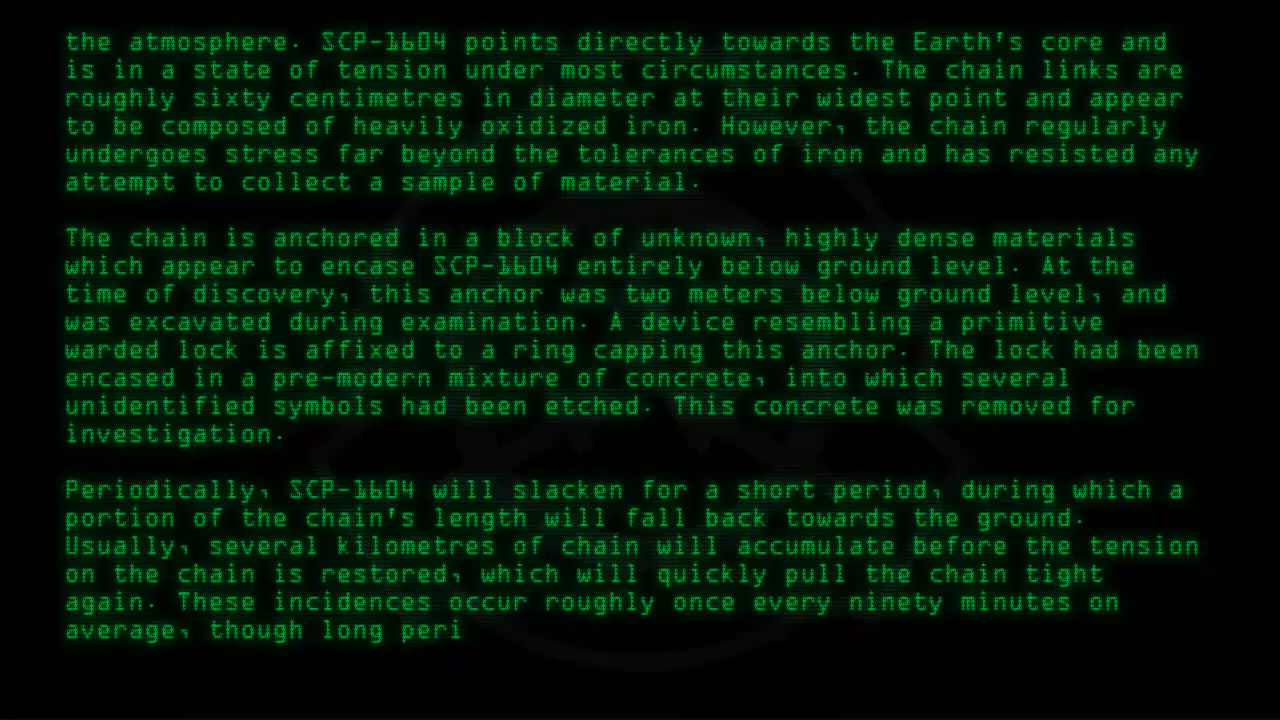 the atmosphere. SCP-1604 points directly towards the Earth's core and
is in a state of tension under most circumstances. The chain links are
roughly sixty centimetres in diameter at their widest point and appear
to be composed of heavily oxidized iron. However, the chain regularly
undergoes stress far beyond the tolerances of iron and has resisted any
attempt to collect a sample of material.
The chain is anchored in a block of unknown, highly dense materials
which appear to encase SCP-1604 entirely below ground level. At the
time of discovery, this anchor was two meters below ground level, and
was excavated during examination. A device resembling a primitive
warded lock is affixed to a ring capping this anchor. The lock had been
encased in a pre-modern mixture of concrete, into which several
unidentified symbols had been etched. This concrete was removed for
investigation.
Periodically, SCP-1604 will slacken for a short period, during which a
portion of the chain's length will fall back towards the ground.
Usually, several kilometres of chain will accumulate before the tension
on the chain is restored, which will quickly pull the chain tight
again. These incidences occur roughly once every ninety minutes on
average, though long peri